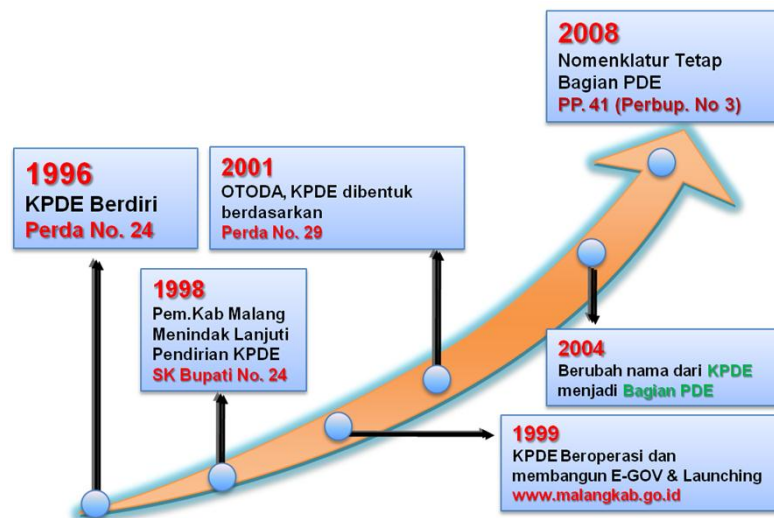 2008
Nomenklatur Tetap
Bagian PDE
PP. 41 (Perbup. No 3)
1996
KPDE Berdiri
Perda No. 24
2001
OTODA, KPDE dibentuk
berdasarkan
Perda No. 29
1998
Pem.Kab Malang
Menindak Lanjuti
Pendirian KPDE
SK Bupati No. 24
2004
Berubah nama dari KPDE
menjadi Bagian PDE
1999
KPDE Beroperasi dan
membangun E-GOV & Launching
www.malangkab.go.id